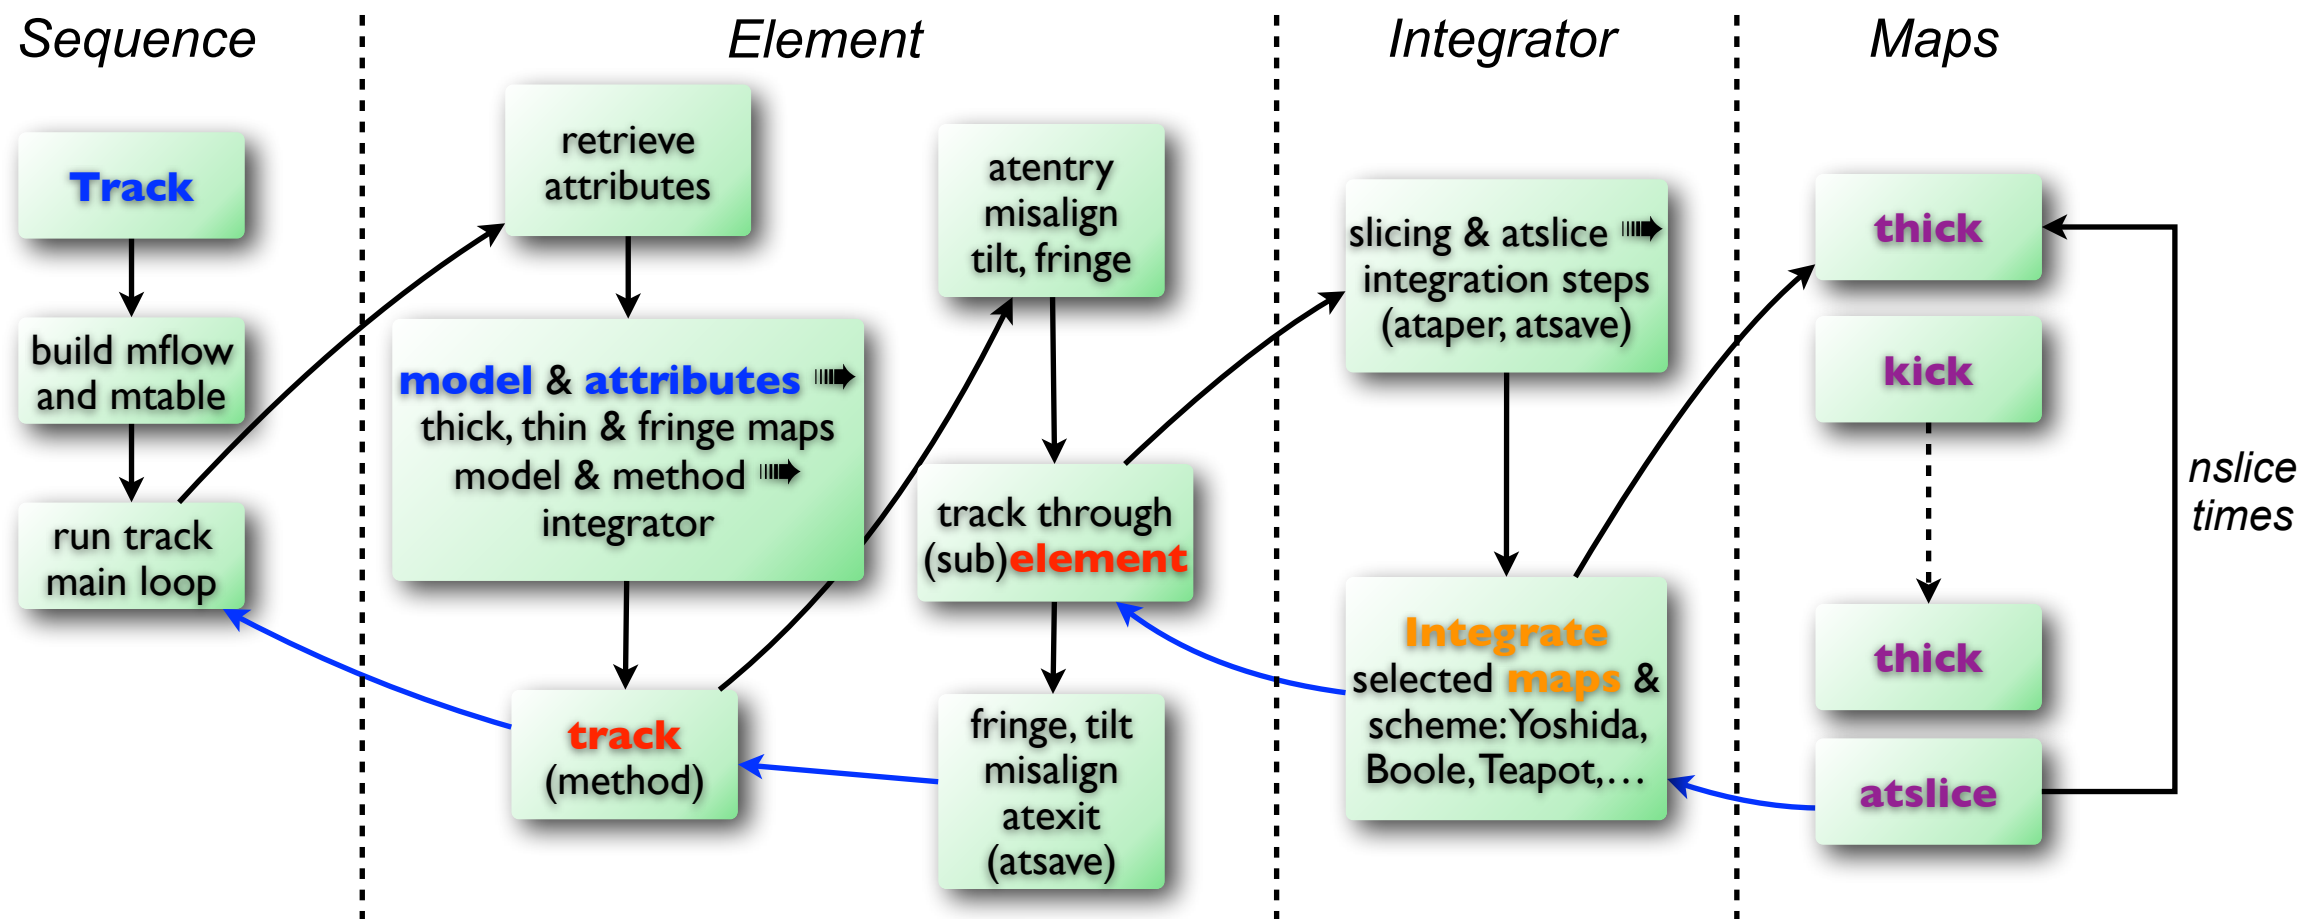 Sequence
Element
Integrator
Maps
Track
build mflow
and mtable
run track
main loop
retrieve
attributes
model & attributes
thick, thin & fringe maps
model & method
integrator
track
(method)
atentry
misalign
tilt, fringe
track through
(sub)element
fringe, tilt
misalign
atexit
(atsave)
slicing & atslice
integration steps
(ataper, atsave)
Integrate
selected maps &
scheme: Yoshida,
Boole, Teapot,…
thick
kick
thick
atslice
nslice
times